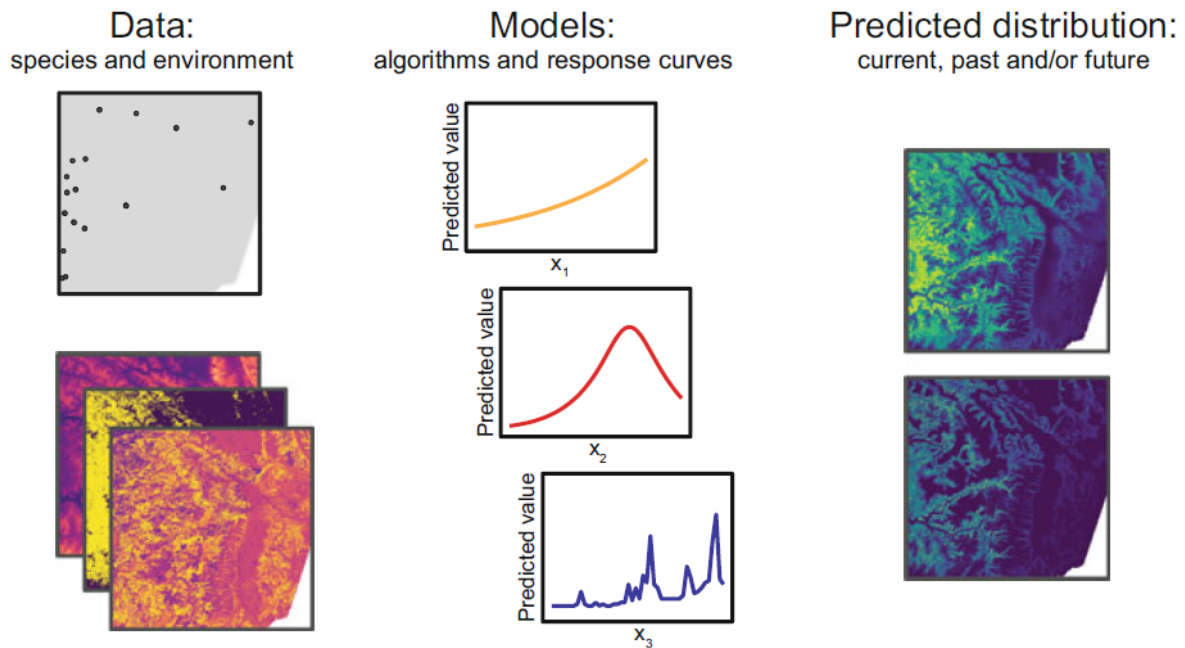 Data:
species and environment
Models:
algorithms and response curves
Predicted distribution:
current, past and/or future
Predicted value
x1
Predicted value
x2
Predicted value
x3